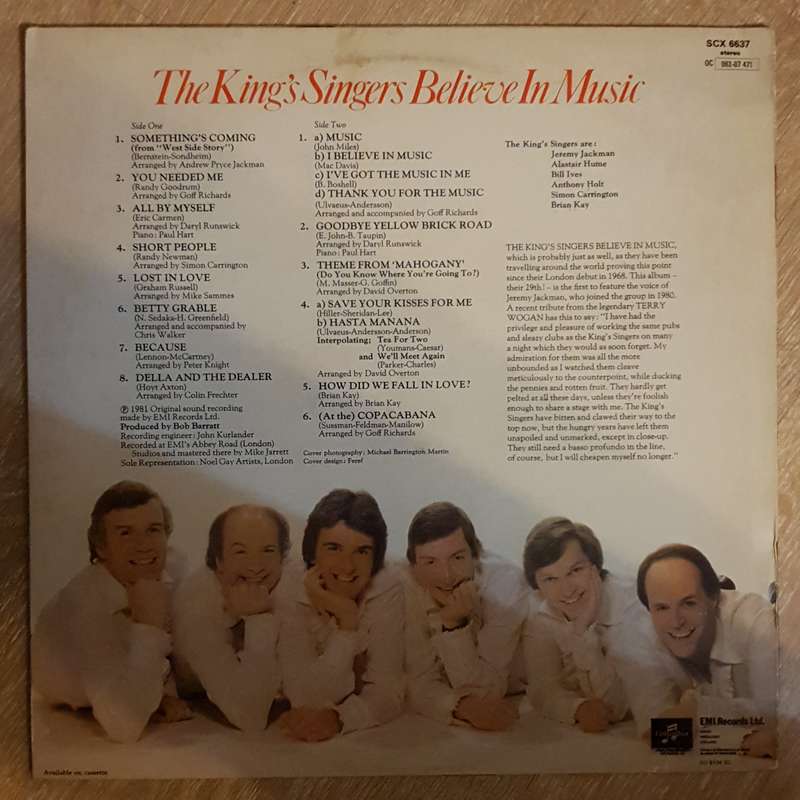 SCX 6637
stereo
OC 062-07 471
The King's Singers Believe In Music
Side One
1. SOMETHING'S COMING
(from "West Side Story")
(Bernstein-Sondheim)
Arranged by Andrew Pryce Jackman
2. YOU NEEDED ME
(Randy Goodrum)
Arranged by Goff Richards
3. ALL BY MYSELF
(Eric Carmen)
Arranged by Daryl Runswick
Piano: Paul Hart
4. SHORT PEOPLE
(Randy Newman)
Arranged by Simon Carrington
5. LOST IN LOVE
(Graham Russell)
Arranged by Mike Sammes
6. BETTY GRABLE
(N. Sedaka-H. Greenfield)
Arranged and accompanied by
Chris Walker
7. BECAUSE
(Lennon-McCartney)
Arranged by Peter Knight
8. DELLA AND THE DEALER
(Hoyt Axton)
Arranged by Colin Frechter
℗ 1981 Original sound recording
made by EMI Records Ltd.
Produced by Bob Barratt
Recording engineer: John Kurlander
Recorded at EMI's Abbey Road (London)
Studios and mastered there by Mike Jarrett
Sole Representation: Noel Gay Artists, London
Side Two
1. a) MUSIC
(John Miles)
b) I BELIEVE IN MUSIC
(Mac Davis)
c) I'VE GOT THE MUSIC IN ME
(B. Boshell)
d) THANK YOU FOR THE MUSIC
(Ulvaeus-Andersson)
Arranged and accompanied by Goff Richards
2. GOODBYE YELLOW BRICK ROAD
(E. John-B. Taupin)
Arranged by Daryl Runswick
Piano: Paul Hart
3. THEME FROM 'MAHOGANY'
(Do You Know Where You're Going To?)
(M. Masser-G. Goffin)
Arranged by David Overton
4. a) SAVE YOUR KISSES FOR ME
(Hiller-Sheridan-Lee)
b) HASTA MANANA
(Ulvaeus-Andersson-Anderson)
Interpolating: Tea For Two
(Youmans-Caesar)
and We'll Meet Again
(Parker-Charles)
Arranged by David Overton
5. HOW DID WE FALL IN LOVE?
(Brian Kay)
Arranged by Brian Kay
6. (At the) COPACABANA
(Sussman-Feldman-Manilow)
Arranged by Goff Richards
Cover photography: Michael Barrington Martin
Cover design: Feref
The King's Singers are:
Jeremy Jackman
Alastair Hume
Bill Ives
Anthony Holt
Simon Carrington
Brian Kay
THE KING'S SINGERS BELIEVE IN MUSIC,
which is probably just as well, as they have been
travelling around the world proving this point
since their London debut in 1968. This album –
their 29th! – is the first to feature the voice of
Jeremy Jackman, who joined the group in 1980.
A recent tribute from the legendary TERRY
WOGAN has this to say: "I have had the
privilege and pleasure of working the same pubs
and sleazy clubs as the King's Singers on many
a night which they would as soon forget. My
admiration for them was all the more
unbounded as I watched them cleave
meticulously to the counterpoint, while ducking
the pennies and rotten fruit. They hardly get
pelted at all these days, unless they're foolish
enough to share a stage with me. The King's
Singers have bitten and clawed their way to the
top now, but the hungry years have left them
unspoiled and unmarked, except in close-up.
They still need a basso profundo in the line,
of course, but I will cheapen myself no longer."
Columbia
EMI Records Ltd.
Available on cassette